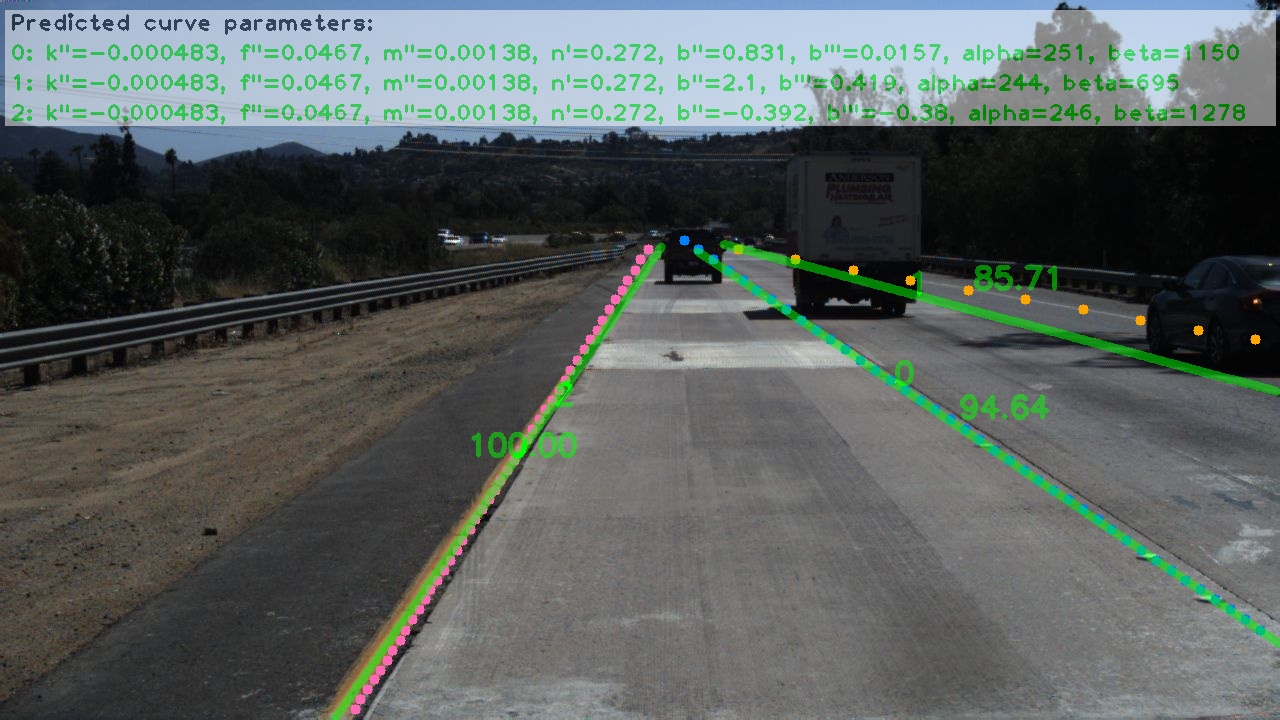 Predicted curve parameters:
0: k''=-0.000483, f''=0.0467, m''=0.00138, n'=0.272, b''=0.831, b'''=0.0157, alpha=251, beta=1150
1: k''=-0.000483, f''=0.0467, m''=0.00138, n'=0.272, b''=2.1, b'''=0.419, alpha=244, beta=695
2: k''=-0.000483, f''=0.0467, m''=0.00138, n'=0.272, b''=-0.392, b'''=-0.38, alpha=246, beta=1278
ANDERSON
PLUMBING
1
85.71
0
94.64
2
100.00